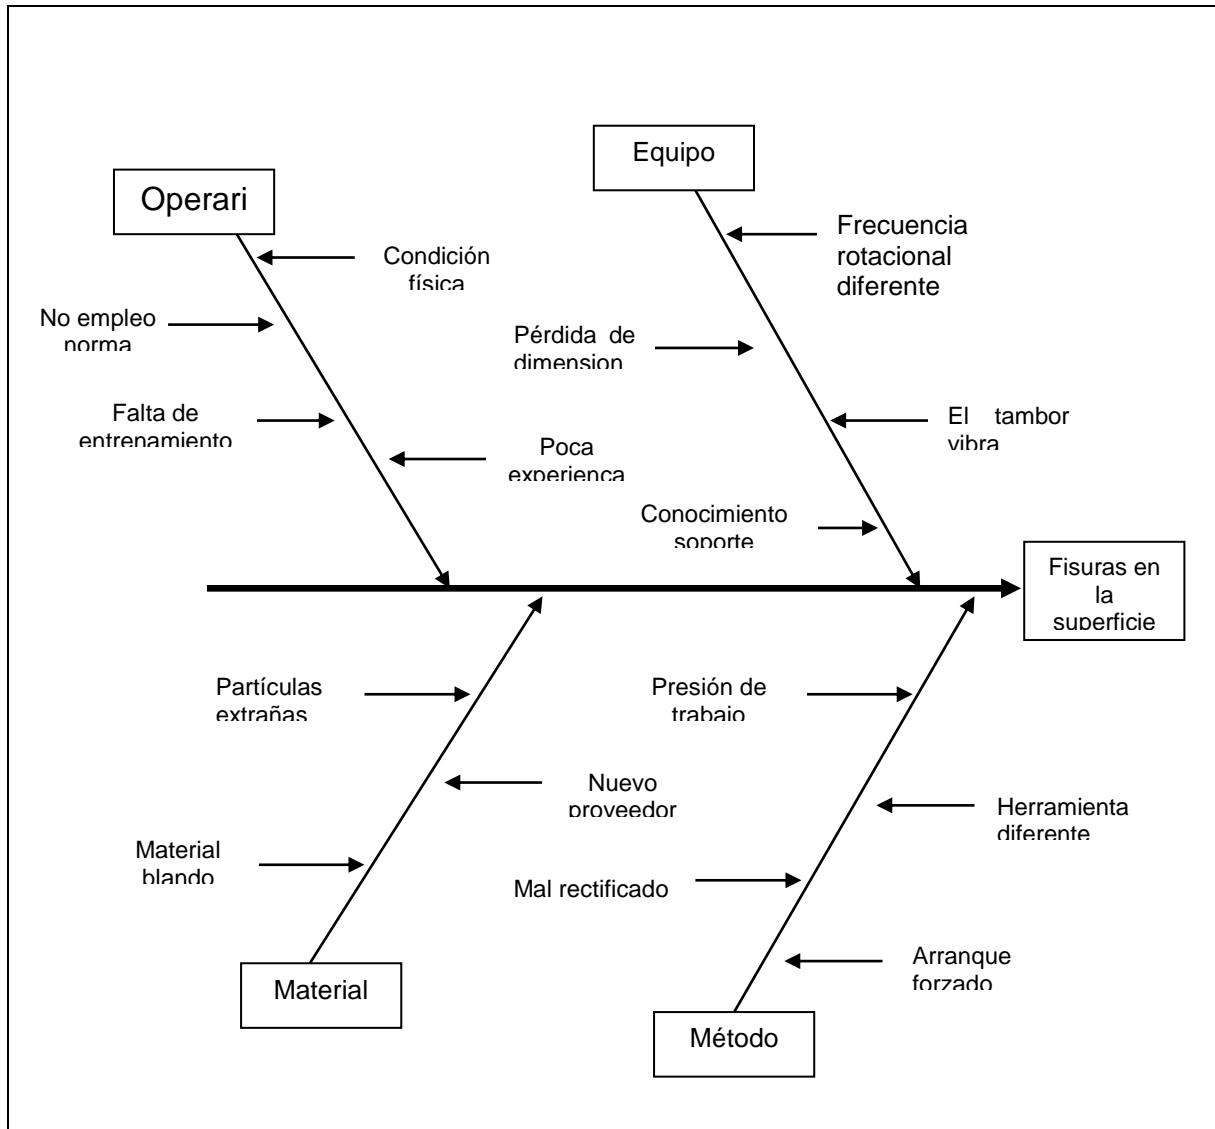 Equipo
Operari
Frecuencia
rotacional
diferente
Condición
física
No empleo
norma
Pérdida de
dimension
Falta de
entrenamiento
El tambor
vibra
Poca
experienca
Conocimiento
soporte
Fisuras en
la
superficie
Partículas
extrañas
Presión de
trabajo
Nuevo
proveedor
Herramienta
diferente
Material
blando
Mal rectificado
Arranque
forzado
Material
Método